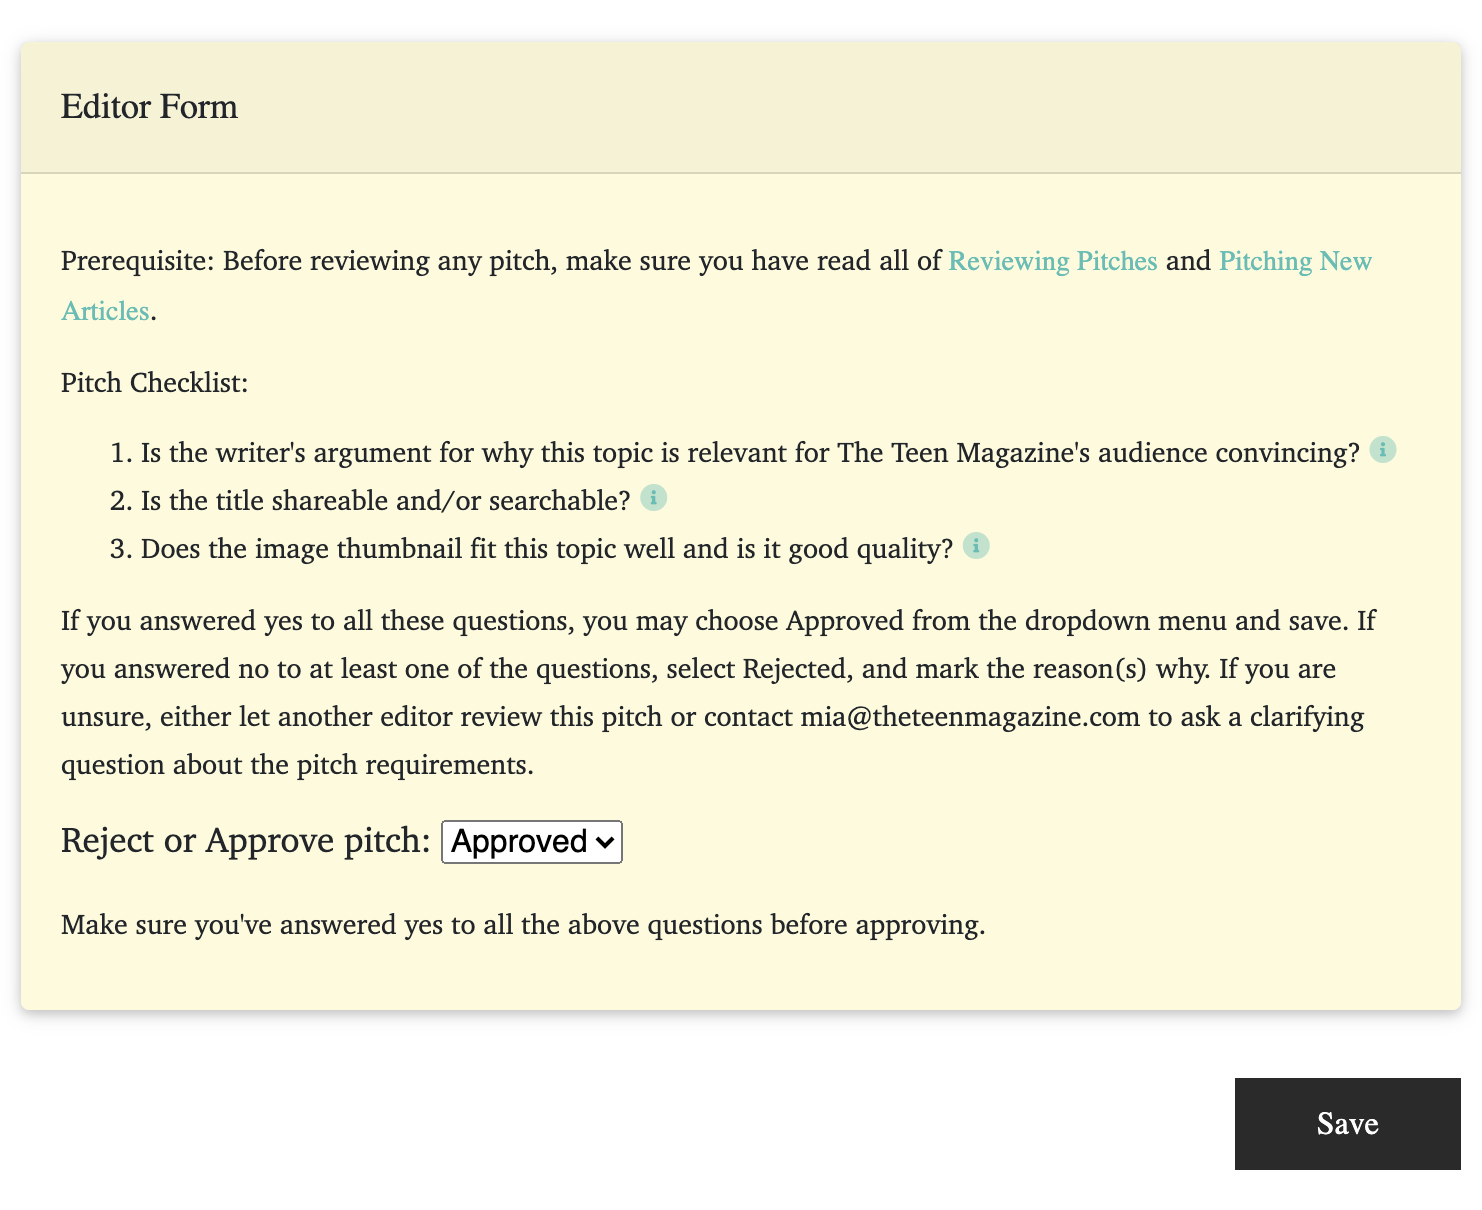 Editor Form
Prerequisite: Before reviewing any pitch, make sure you have read all of Reviewing Pitches and Pitching New
Articles.
Pitch Checklist:
1. Is the writer's argument for why this topic is relevant for The Teen Magazine's audience convincing? i
2. Is the title shareable and/or searchable? i
3. Does the image thumbnail fit this topic well and is it good quality? i
If you answered yes to all these questions, you may choose Approved from the dropdown menu and save. If
you answered no to at least one of the questions, select Rejected, and mark the reason(s) why. If you are
unsure, either let another editor review this pitch or contact mia@theteenmagazine.com to ask a clarifying
question about the pitch requirements.
Reject or Approve pitch: Approved
Make sure you've answered yes to all the above questions before approving.
Save